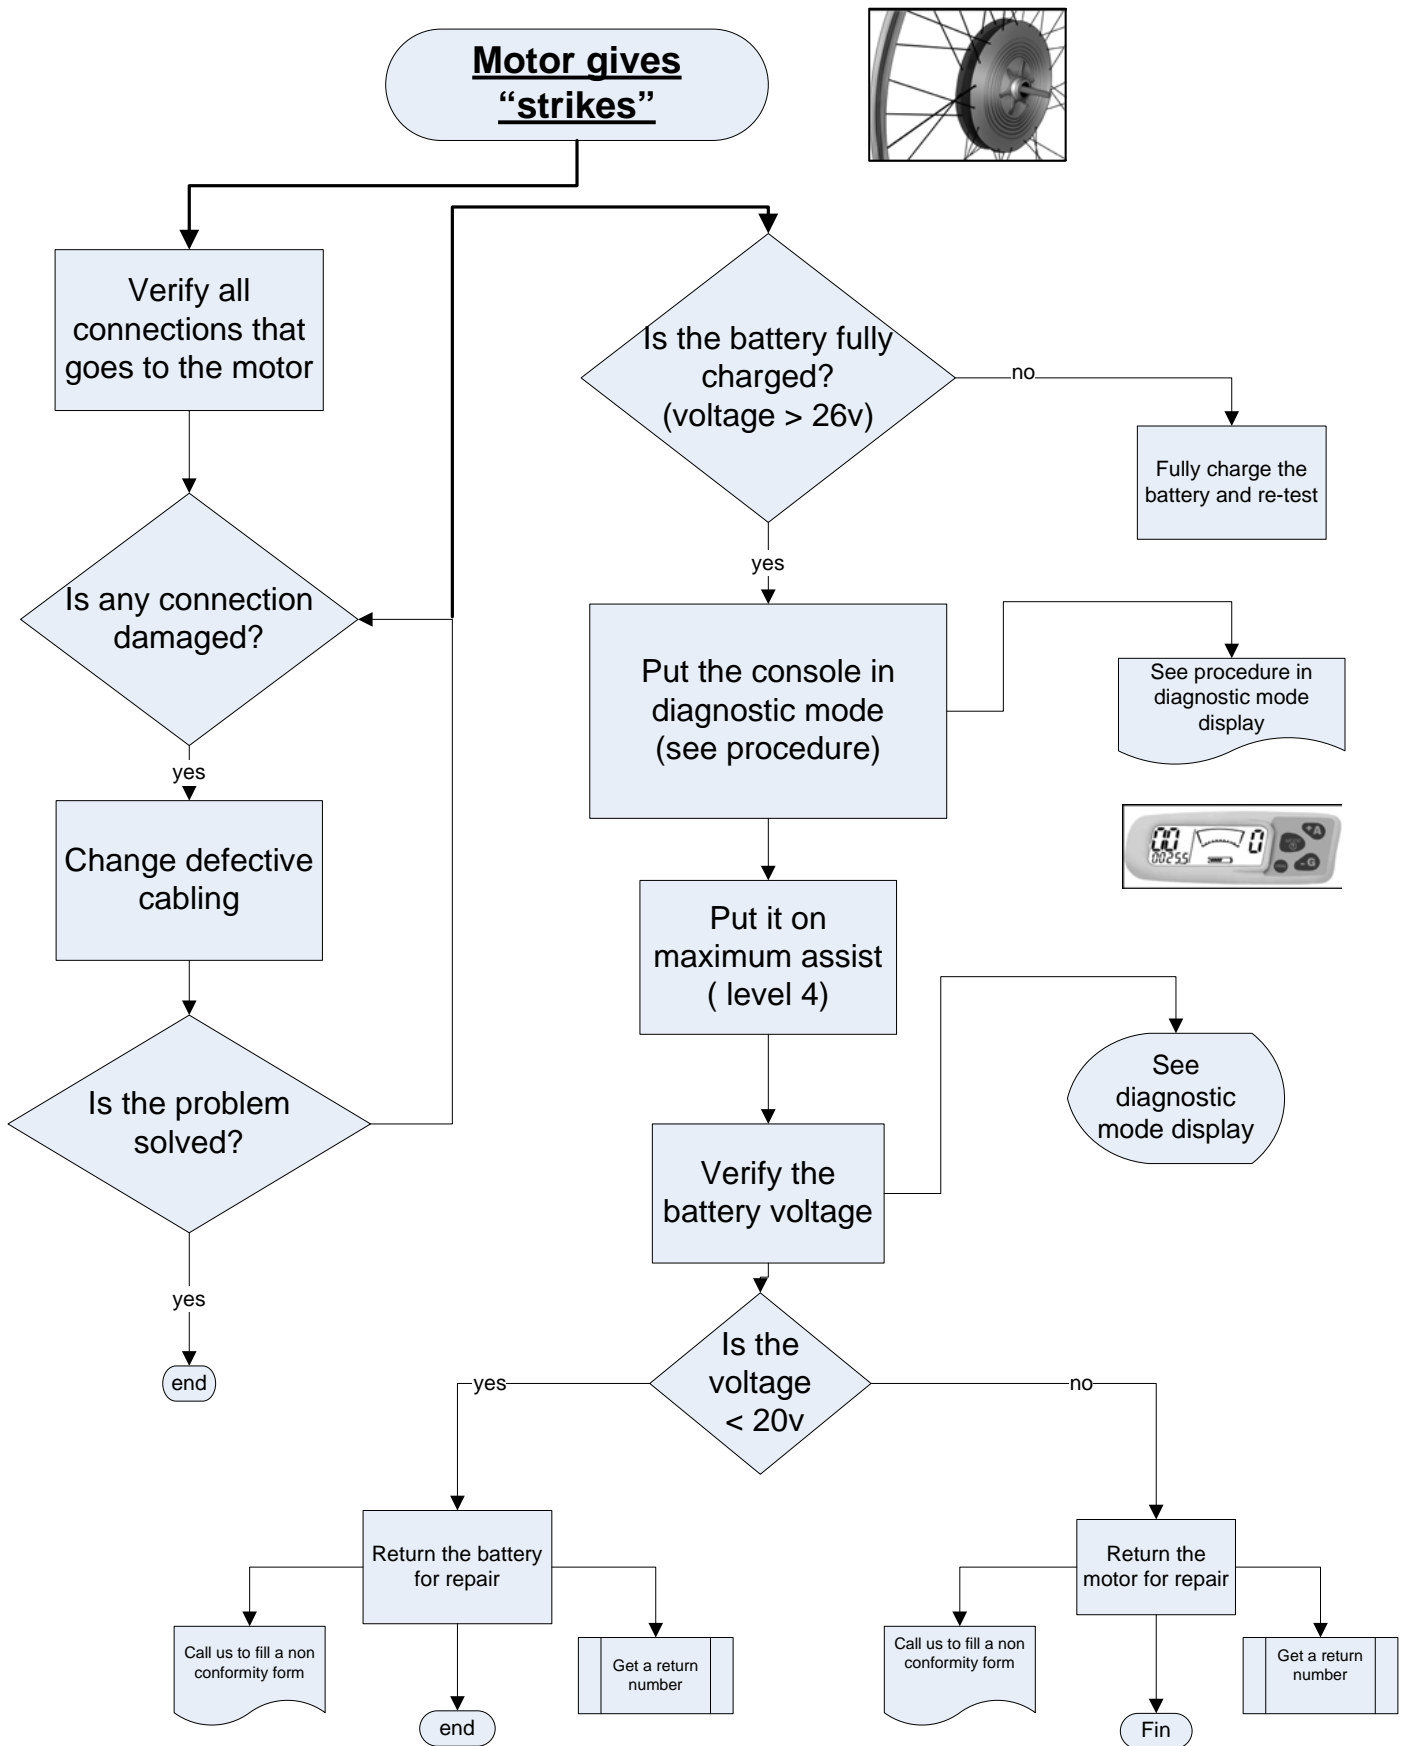 Motor gives
“strikes”
Verify all
connections that
goes to the motor
Is any connection
damaged?
yes
Change defective
cabling
Is the problem
solved?
yes
end
Is the battery fully
charged?
(voltage > 26v)
no
Fully charge the
battery and re-test
yes
Put the console in
diagnostic mode
(see procedure)
See procedure in
diagnostic mode
display
00
0
00255
+A
-G
Put it on
maximum assist
( level 4)
Verify the
battery voltage
See
diagnostic
mode display
Is the
voltage
< 20v
yes
no
Return the battery
for repair
Call us to fill a non
conformity form
Get a return
number
end
Return the
motor for repair
Call us to fill a non
conformity form
Get a return
number
Fin